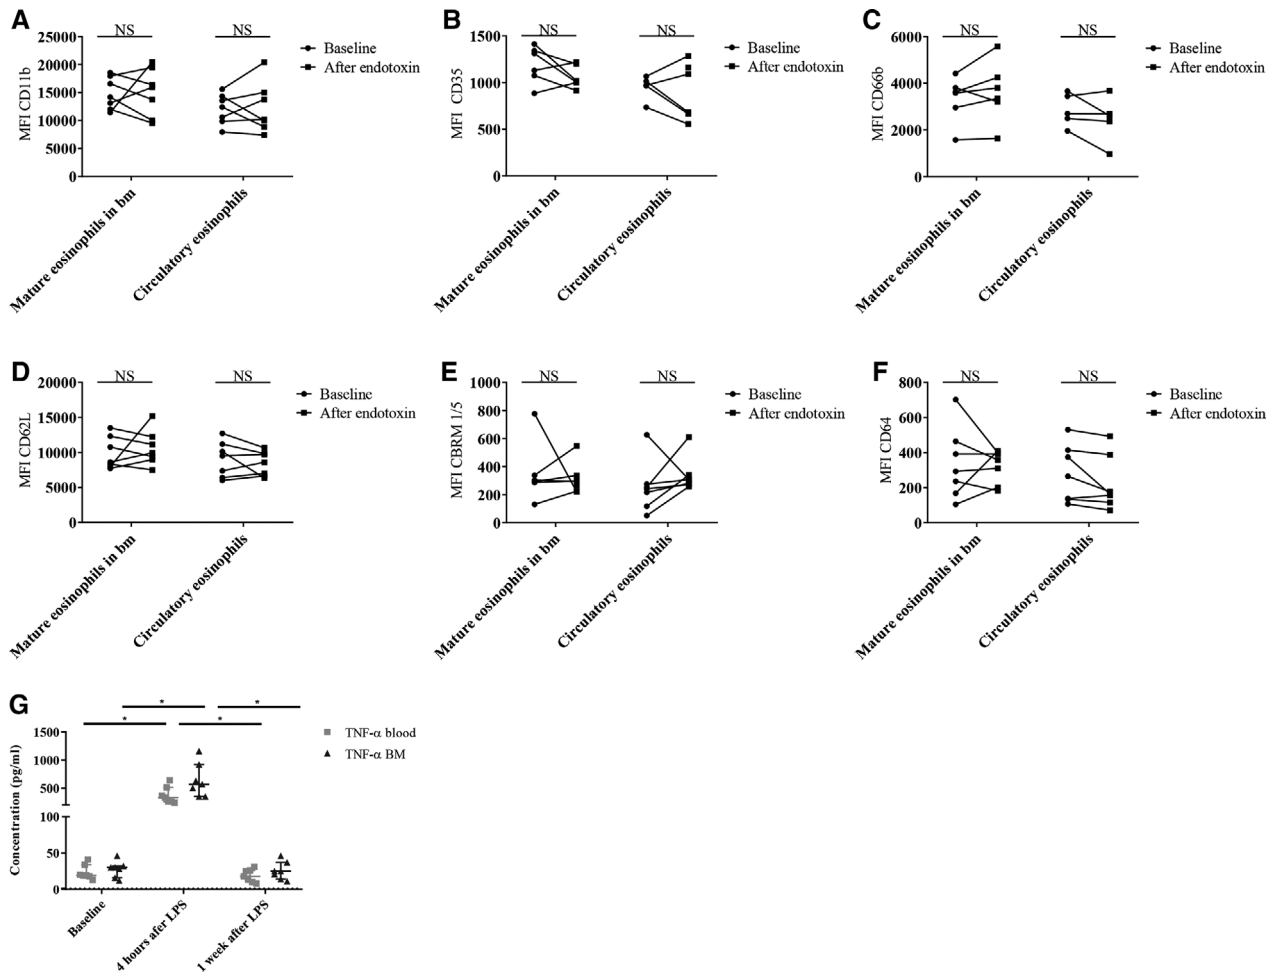 A
NS
NS
25000
20000
15000
10000
5000
0
MFI CD11b
Baseline
After endotoxin
Mature eosinophils in bm
Circulatory eosinophils
B
NS
NS
1500
1000
500
0
MFI CD35
Baseline
After endotoxin
Mature eosinophils in bm
Circulatory eosinophils
C
NS
NS
6000
4000
2000
0
MFI CD66b
Baseline
After endotoxin
Mature eosinophils in bm
Circulatory eosinophils
D
NS
NS
20000
15000
10000
5000
0
MFI CD62L
Baseline
After endotoxin
Mature eosinophils in bm
Circulatory eosinophils
E
NS
NS
1000
800
600
400
200
0
MFI CBRM 1/5
Baseline
After endotoxin
Mature eosinophils in bm
Circulatory eosinophils
F
NS
NS
800
600
400
200
0
MFI CD64
Baseline
After endotoxin
Mature eosinophils in bm
Circulatory eosinophils
G
* *
* *
1500
1000
500
100
50
0
Concentration (pg/ml)
TNF-α blood
TNF-α BM
Baseline
4 hours afer LPS
1 week after LPS